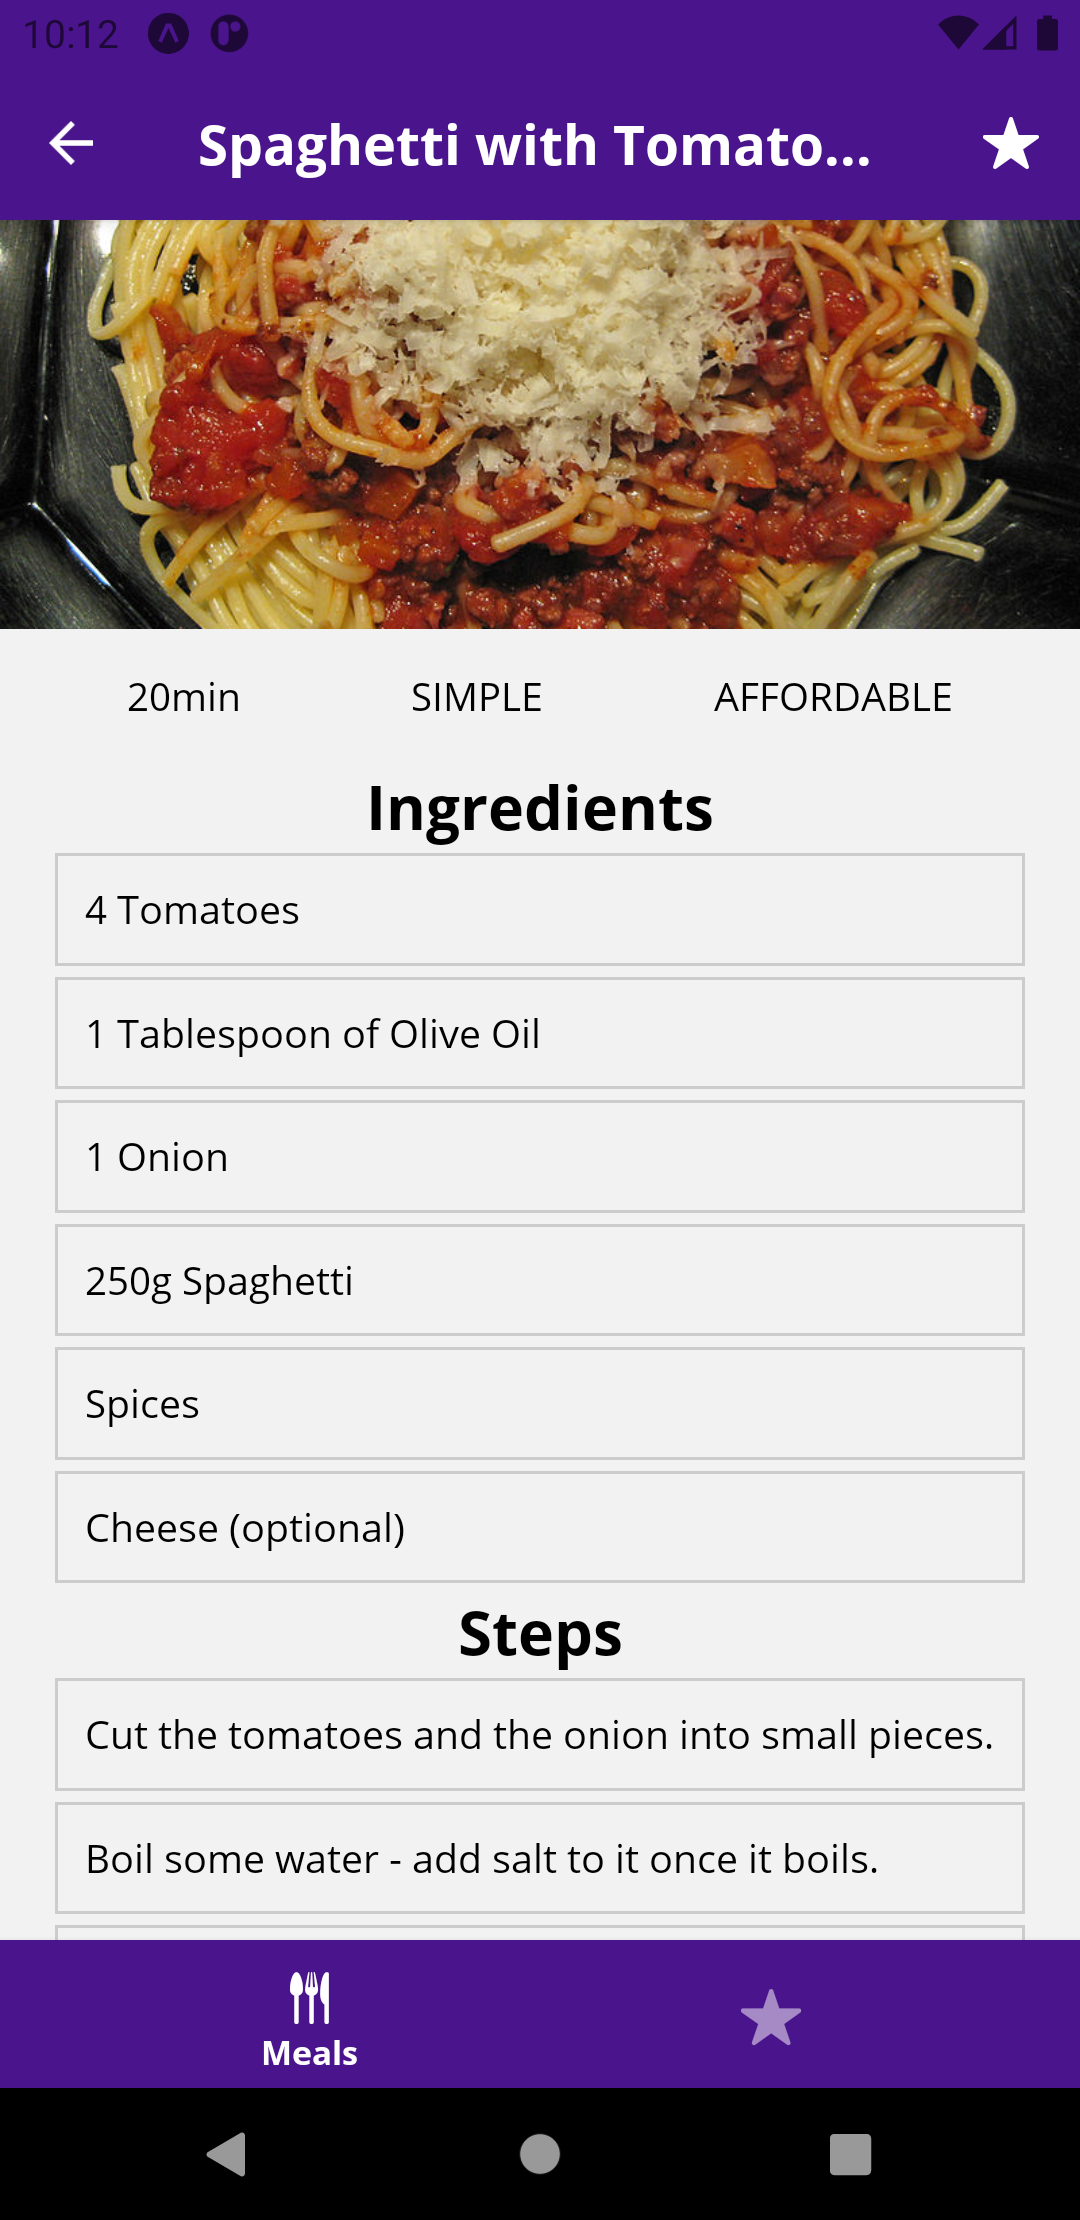 10:12
Spaghetti with Tomato...
20min SIMPLE AFFORDABLE
Ingredients
4 Tomatoes
1 Tablespoon of Olive Oil
1 Onion
250g Spaghetti
Spices
Cheese (optional)
Steps
Cut the tomatoes and the onion into small pieces.
Boil some water - add salt to it once it boils.
Meals